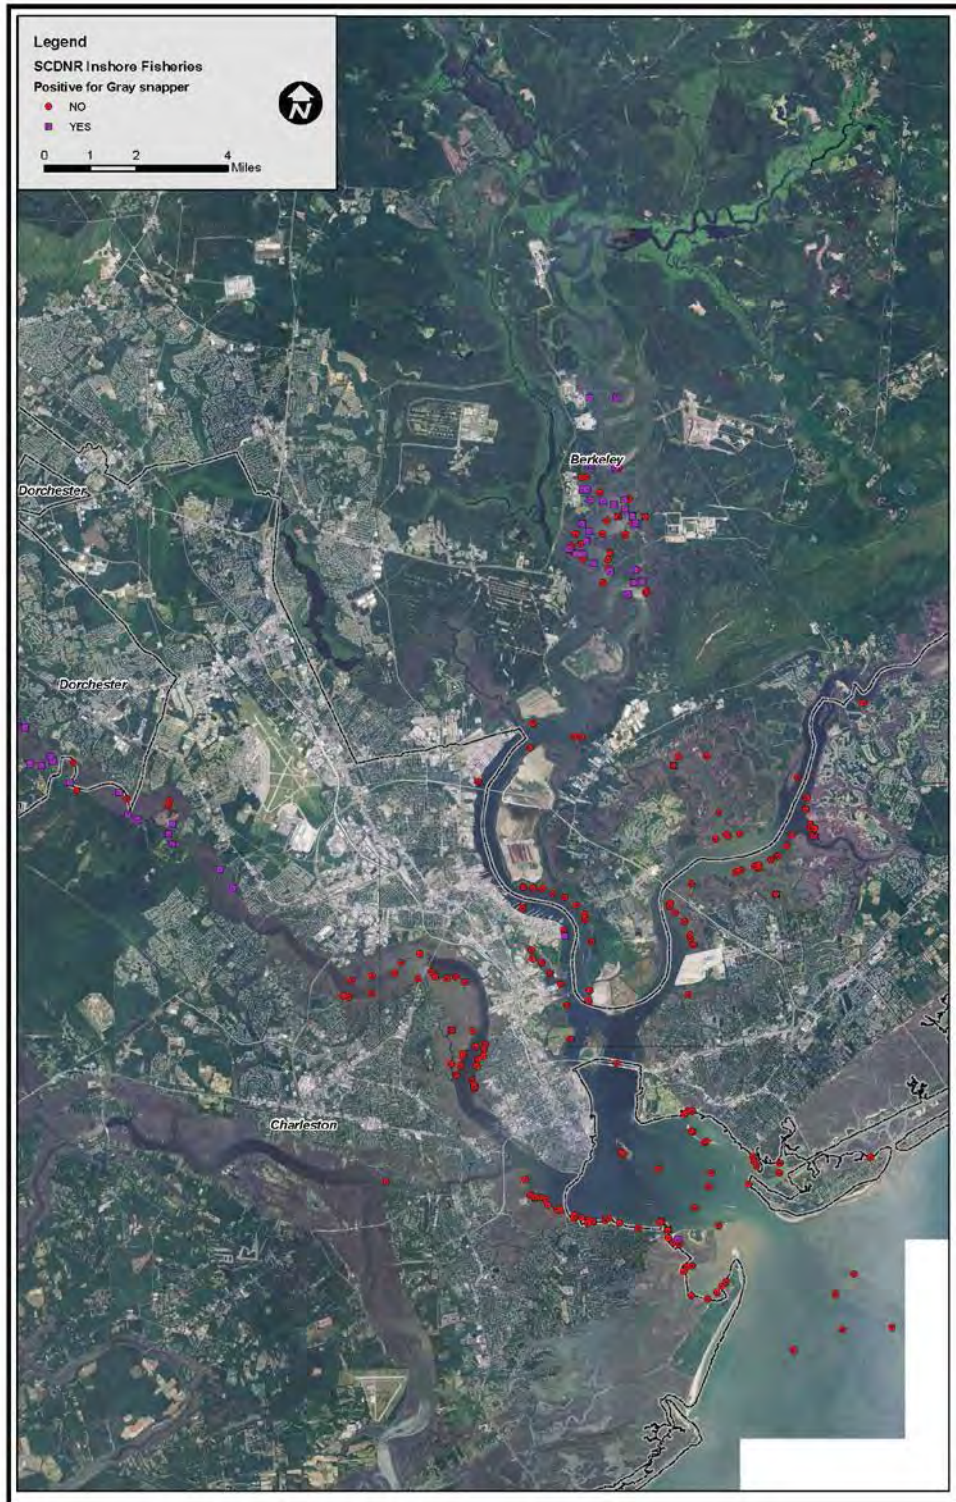 Legend
SCDNR Inshore Fisheries
Positive for Gray snapper
NO
YES
N
0 1 2 4
Miles
Berkeley
Dorchester
Dorchester
Charleston